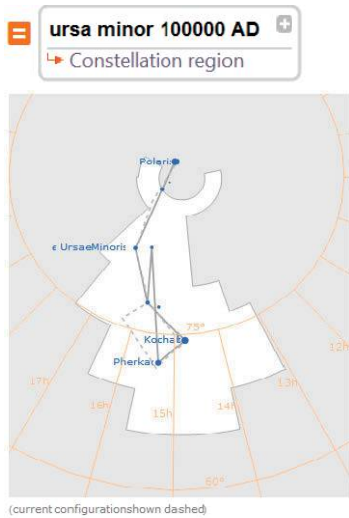 ursa minor 100000 AD
Constellation region
Polaris
ε UrsaeMinoris
75°
Kochab
Pherkar
17h
16h
15h
14h
13h
12h
60°
(current configurationshown dashed)